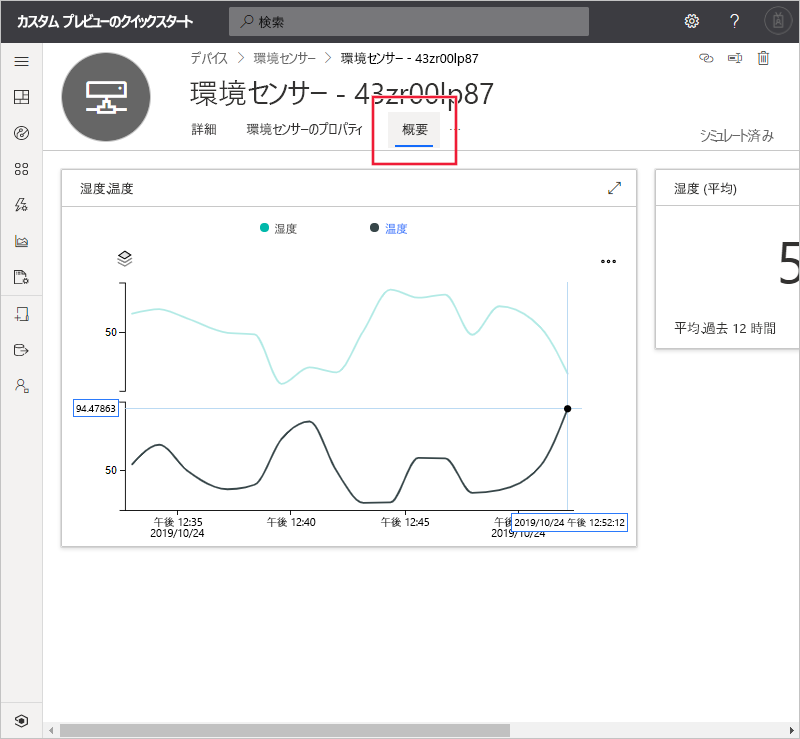 カスタム プレビューのクイックスタート
検索
?
デバイス > 環境センサー > 環境センサー - 43zr00lp87
環境センサー - 43zr00lp87
詳細 環境センサーのプロパティ 概要 ...
シミュレート済み
湿度,温度
湿度 温度
50
94.47863
50
午後 12:35 午後 12:40 午後 12:45 午後
2019/10/24 2019/10/24
2019/10/24 午後 12:52:12
湿度 (平均)
5
平均,過去 12 時間